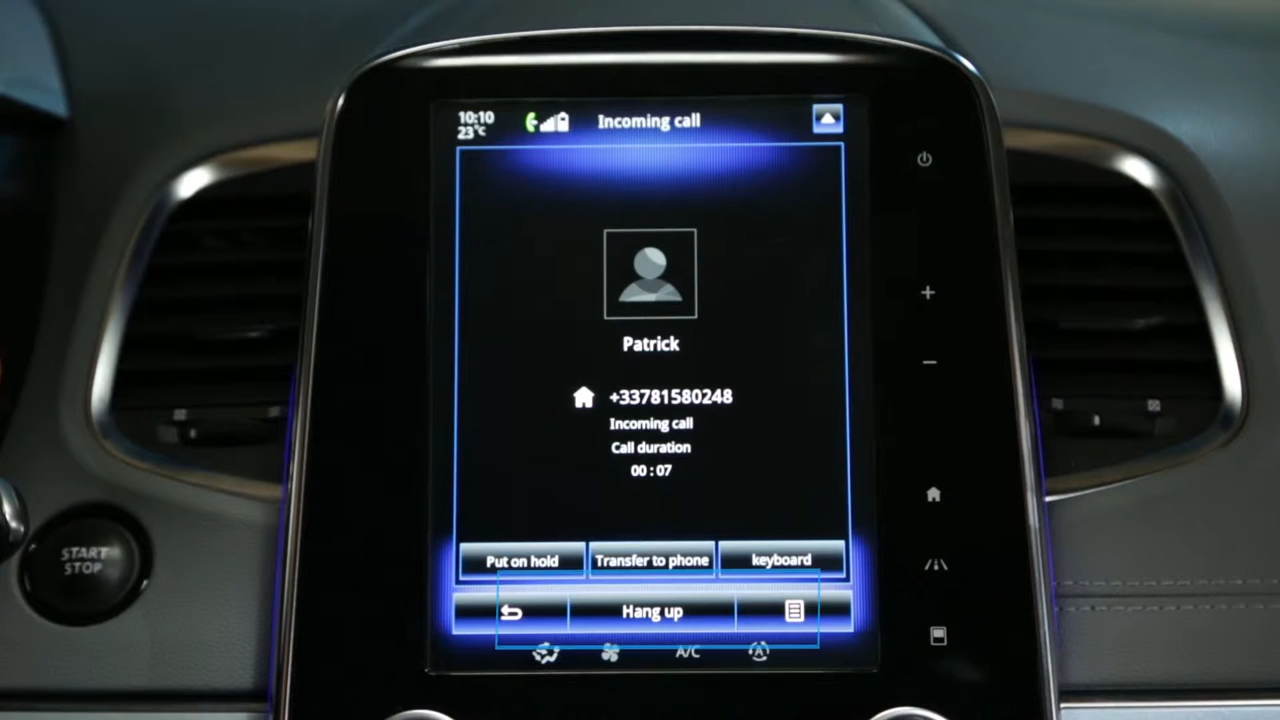 10:10
23°c
Incoming call
Patrick
+33781580248
Incoming call
Call duration
00 : 07
Put on hold
Transfer to phone
keyboard
Hang up
A/C
START
STOP